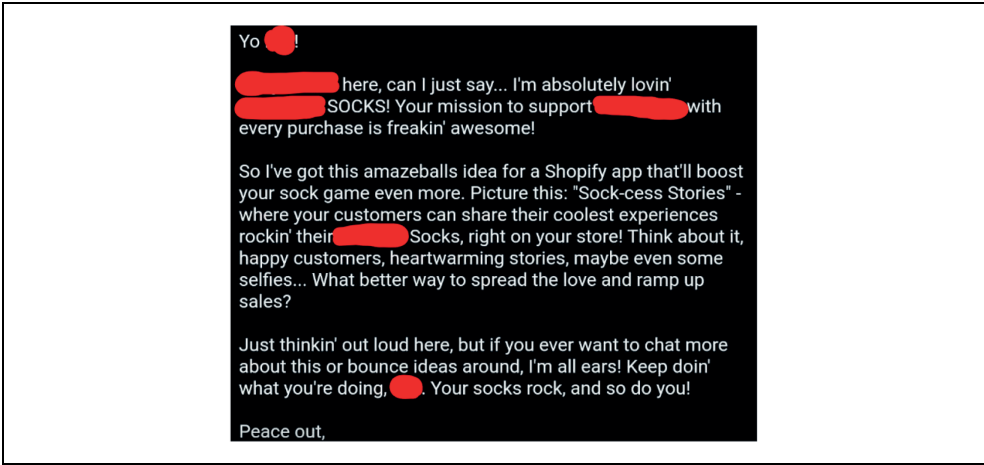 Yo !
here, can I just say... I'm absolutely lovin'
SOCKS! Your mission to support with
every purchase is freakin' awesome!
So I've got this amazeballs idea for a Shopify app that'll boost
your sock game even more. Picture this: "Sock-cess Stories" -
where your customers can share their coolest experiences
rockin' their Socks, right on your store! Think about it,
happy customers, heartwarming stories, maybe even some
selfies... What better way to spread the love and ramp up
sales?
Just thinkin' out loud here, but if you ever want to chat more
about this or bounce ideas around, I'm all ears! Keep doin'
what you're doing, . Your socks rock, and so do you!
Peace out,